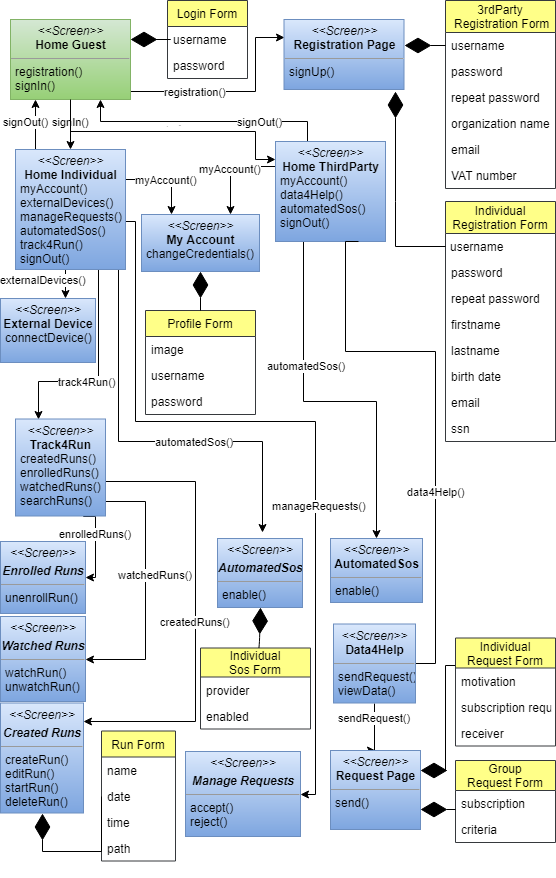 <<Screen>>
Home Guest
registration()
signIn()
Login Form
username
password
<<Screen>>
Registration Page
signUp()
3rdParty
Registration Form
username
password
repeat password
organization name
email
VAT number
registration()
signOut()
signIn()
signOut()
<<Screen>>
Home Individual
myAccount()
externalDevices()
manageRequests()
automatedSos()
track4Run()
signOut()
myAccount()
myAccount()
<<Screen>>
Home ThirdParty
myAccount()
data4Help()
automatedSos()
signOut()
<<Screen>>
My Account
changeCredentials()
Individual
Registration Form
username
password
repeat password
firstname
lastname
birth date
email
ssn
externalDevices()
<<Screen>>
External Device
connectDevice()
Profile Form
image
username
password
track4Run()
automatedSos()
<<Screen>>
Track4Run
createdRuns()
enrolledRuns()
watchedRuns()
searchRuns()
automatedSos()
data4Help()
manageRequests()
enrolledRuns()
<<Screen>>
Enrolled Runs
unenrollRun()
watchedRuns()
<<Screen>>
AutomatedSos
enable()
<<Screen>>
AutomatedSos
enable()
createdRuns()
<<Screen>>
Watched Runs
watchRun()
unwatchRun()
Individual
Sos Form
provider
enabled
<<Screen>>
Data4Help
sendRequest()
viewData()
Individual
Request Form
motivation
subscription requ
receiver
sendRequest()
<<Screen>>
Created Runs
createRun()
editRun()
startRun()
deleteRun()
Run Form
name
date
time
path
<<Screen>>
Manage Requests
accept()
reject()
<<Screen>>
Request Page
send()
Group
Request Form
subscription
criteria